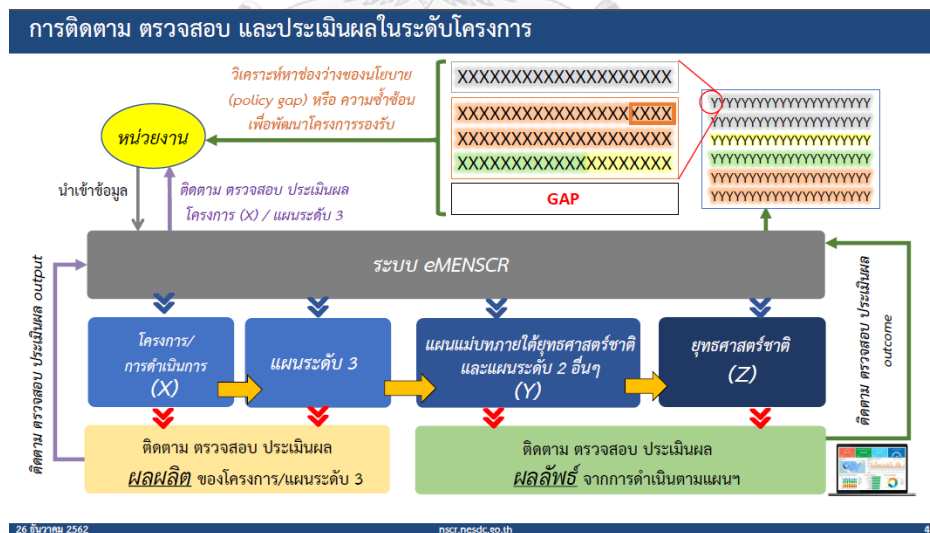 การติดตาม ตรวจสอบ และประเมินผลในระดับโครงการ
วิเคราะห์หาช่องว่างของนโยบาย
(policy gap) หรือ ความซ้ำซ้อน
เพื่อพัฒนาโครงการรองรับ
XXXXXXXXXXXXXXXXXXXX
XXXXXXXXXXXXXXXXXXXX
XXXXXXXXXXXXXXXXXXXX
XXXXXXXXXXXXXXXXXXXX
GAP
YYYYYYYYYYYYYYYYYYYYY
YYYYYYYYYYYYYYYYYYYYY
YYYYYYYYYYYYYYYYYYYYY
YYYYYYYYYYYYYYYYYYYYY
YYYYYYYYYYYYYYYYYYYYY
YYYYYYYYYYYYYYYYYYYYY
หน่วยงาน
นำเข้าข้อมูล
ติดตาม ตรวจสอบ ประเมินผล
โครงการ (X) / แผนระดับ 3
ระบบ eMENSCR
ติดตาม ตรวจสอบ ประเมินผล output
โครงการ/
การดำเนินการ
(X)
แผนระดับ 3
แผนแม่บทภายใต้ยุทธศาสตร์ชาติ
และแผนระดับ 2 อื่นๆ
(Y)
ยุทธศาสตร์ชาติ
(Z)
ติดตาม ตรวจสอบ ประเมินผล
outcome
ติดตาม ตรวจสอบ ประเมินผล
ผลผลิต ของโครงการ/แผนระดับ 3
ติดตาม ตรวจสอบ ประเมินผล
ผลลัพธ์ จากการดำเนินตามแผนฯ
26 ธันวาคม 2562
nscr.nesdc.go.th
4